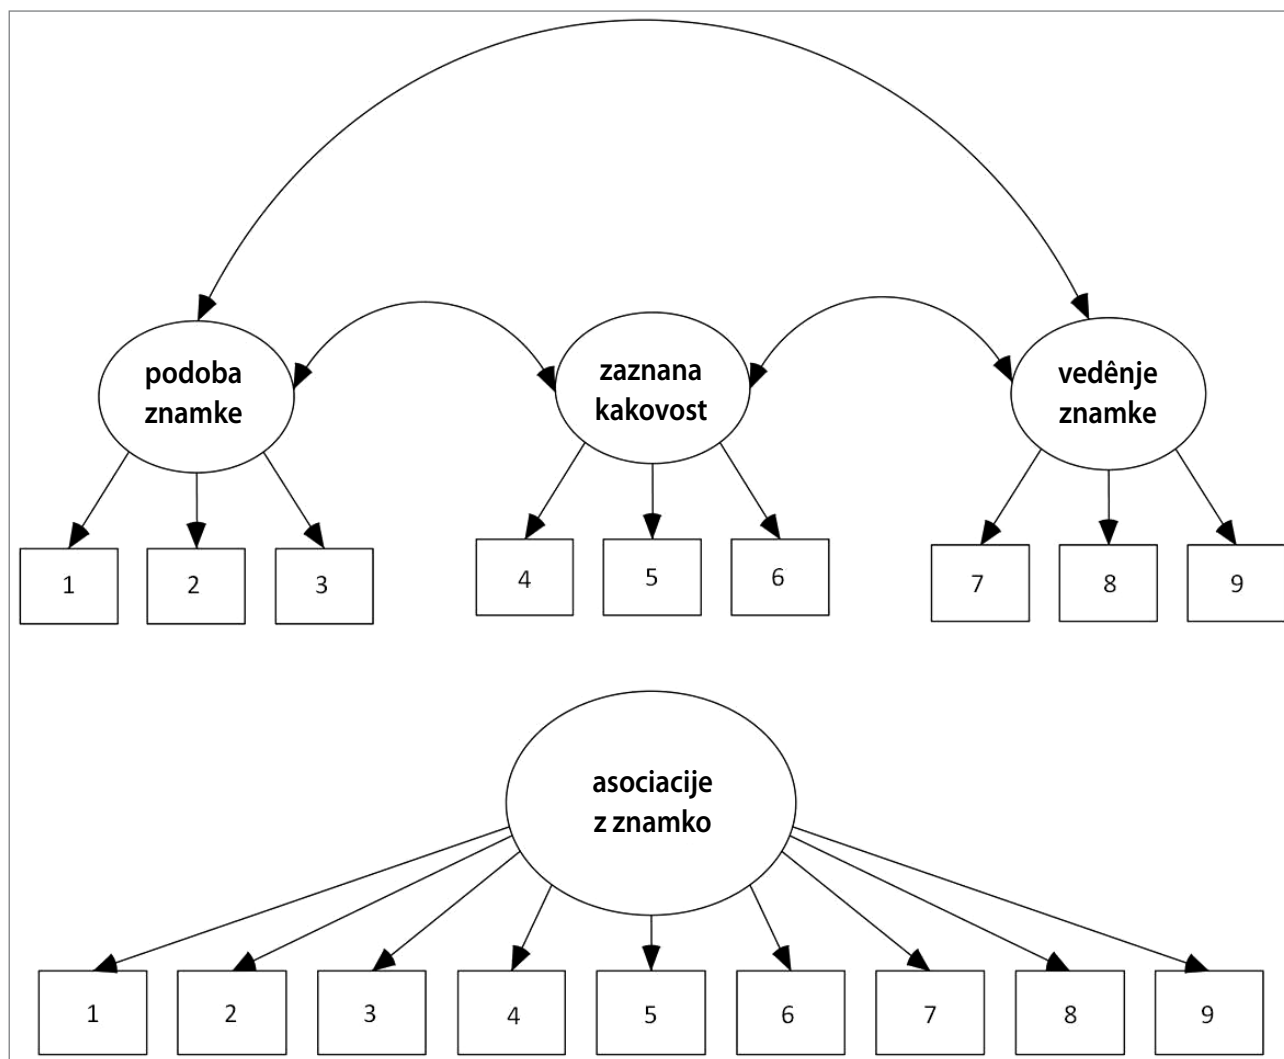 podoba
znamke
zaznana
kakovost
vedênje
znamke
1 2 3 4 5 6 7 8 9
asociacije
z znamko
1 2 3 4 5 6 7 8 9